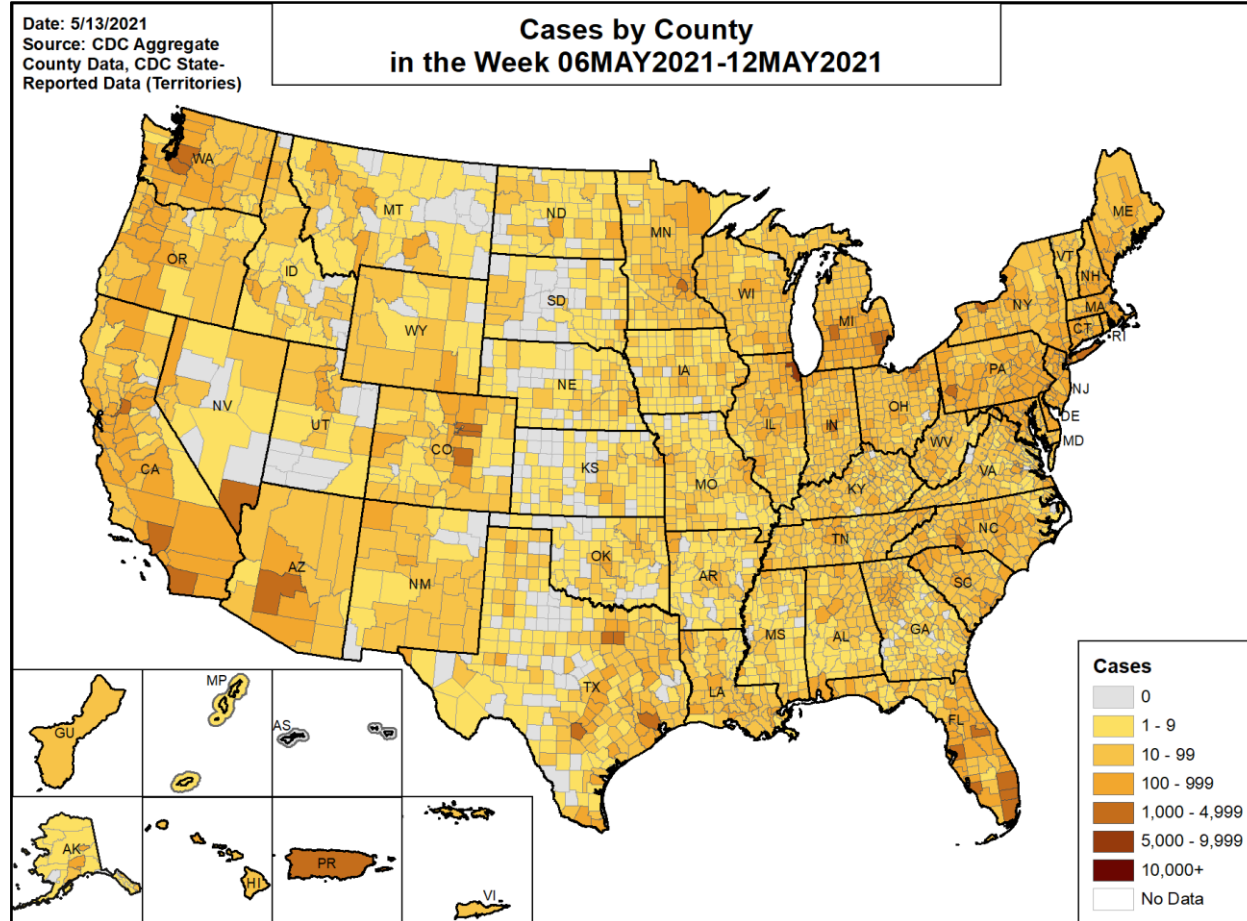 Date: 5/13/2021
Source: CDC Aggregate
County Data, CDC State-
Reported Data (Territories)
Cases by County
in the Week 06MAY2021-12MAY2021
WA
MT
ND
MN
ME
OR
ID
SD
WI
MI
VT
NH
NY
MA
CT
RI
WY
IA
NE
PA
NJ
NV
UT
CO
IL
IN
OH
DE
MD
CA
KS
MO
WV
VA
KY
NC
TN
AZ
NM
OK
AR
SC
MS
AL
GA
TX
LA
FL
GU
MP
AS
AK
HI
PR
VI
Cases
0
1 - 9
10 - 99
100 - 999
1,000 - 4,999
5,000 - 9,999
10,000+
No Data